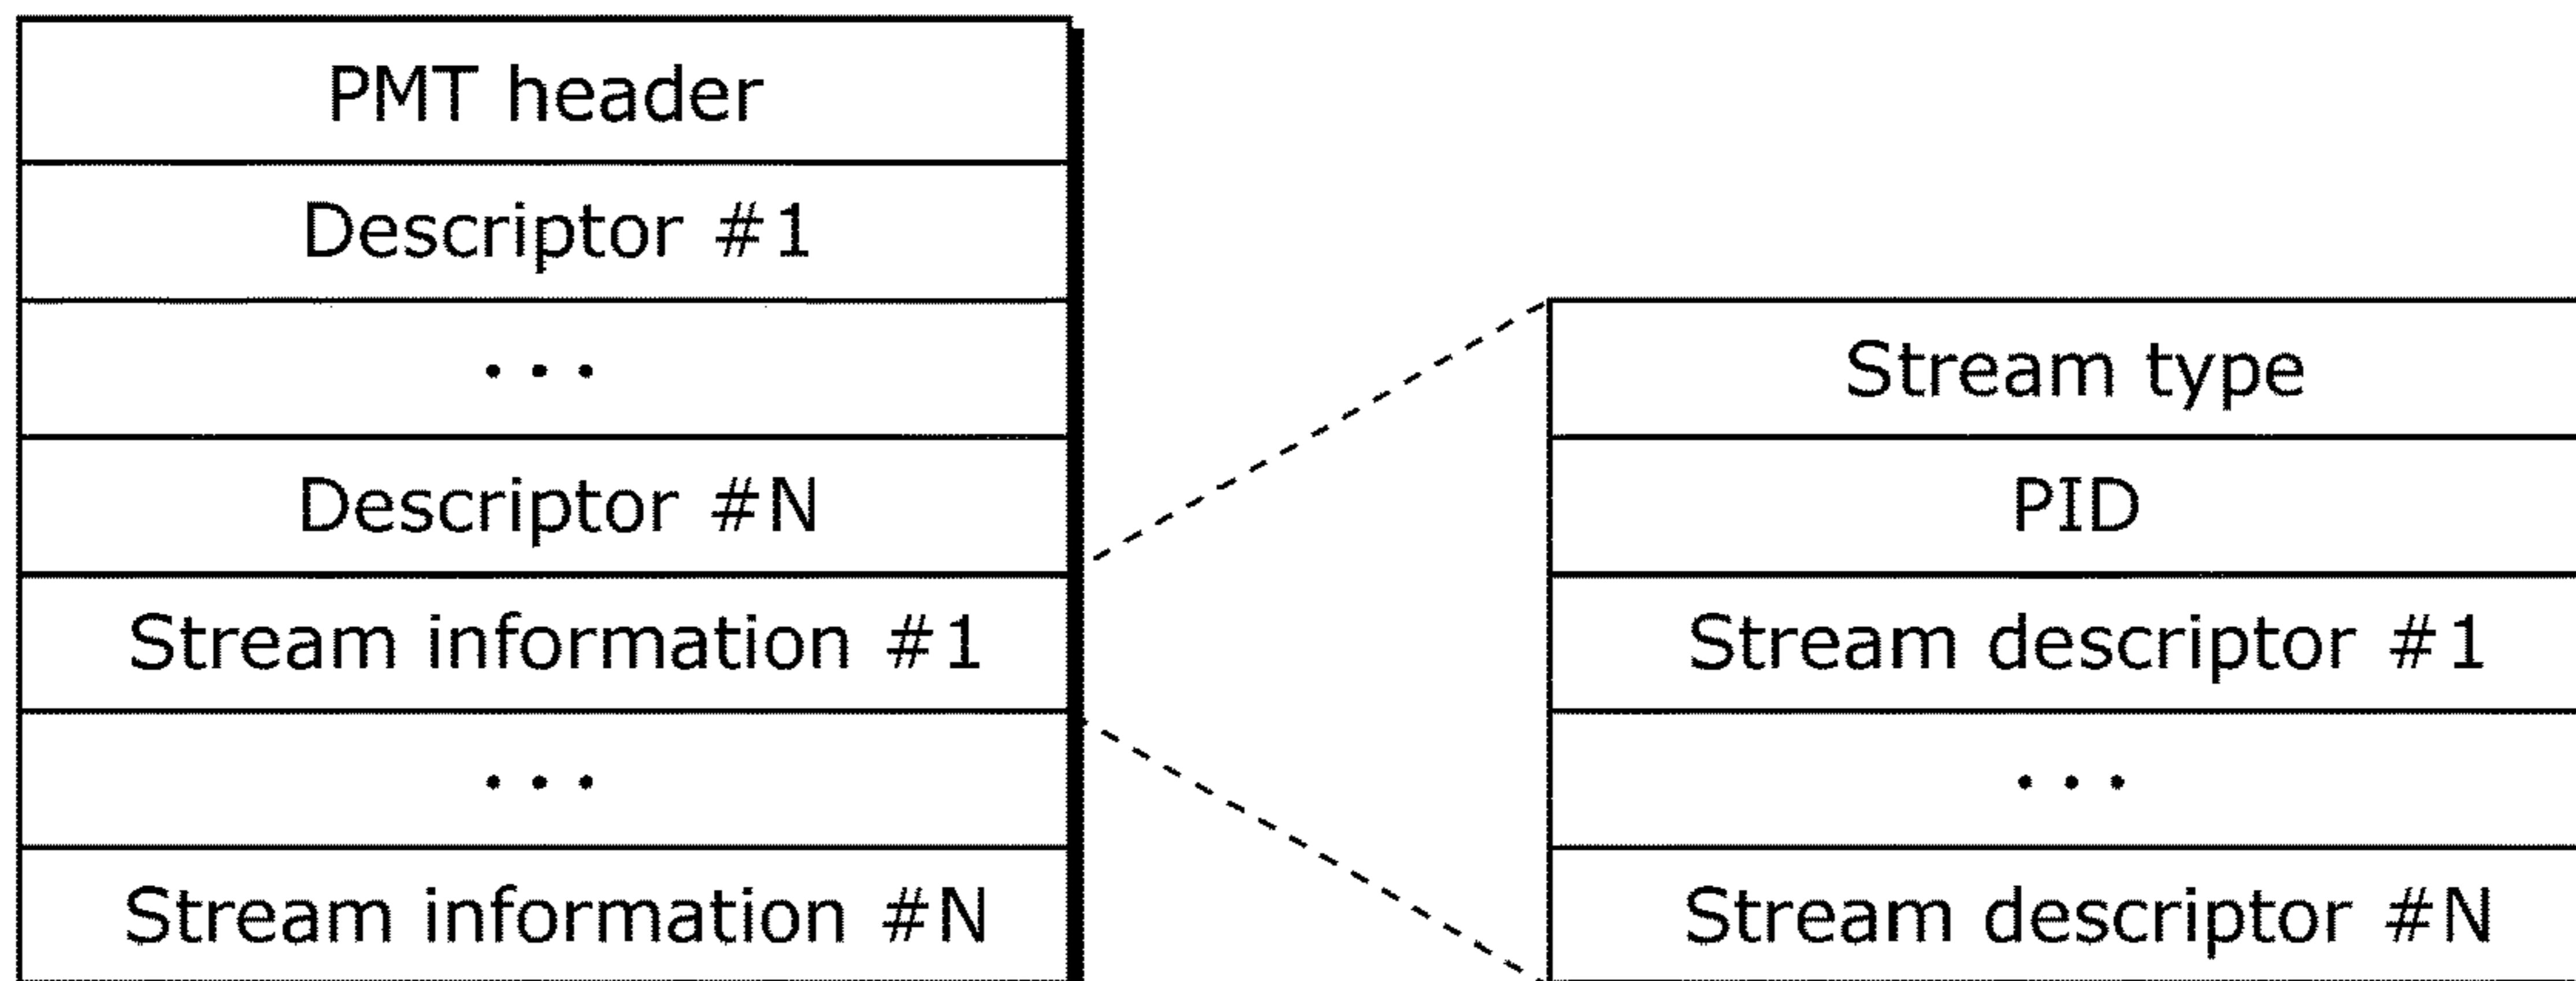 PMT header
Descriptor #1
...
Descriptor #N
Stream information #1
...
Stream information #N
Stream type
PID
Stream descriptor #1
...
Stream descriptor #N